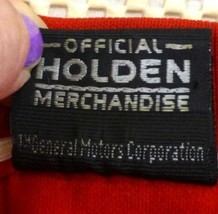 OFFICIAL
HOLDEN
MERCHANDISE
TM General Motors Corporation